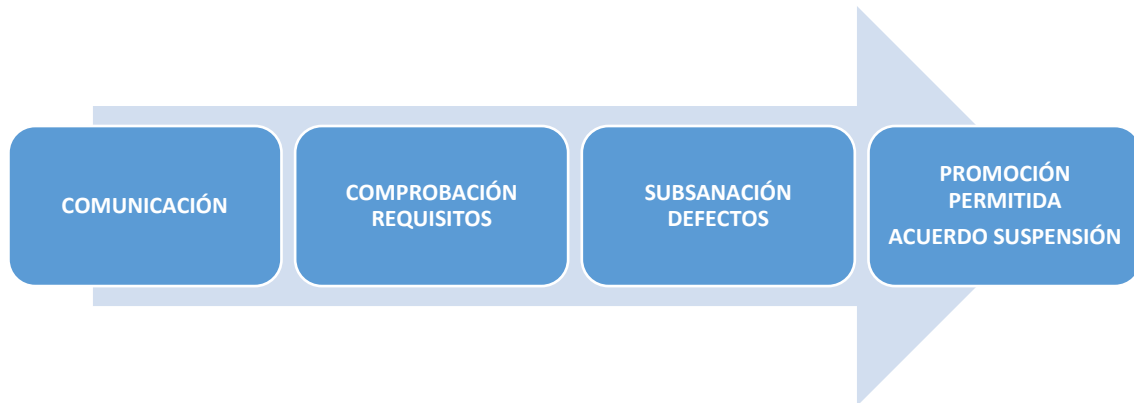 COMUNICACIÓN
COMPROBACIÓN
REQUISITOS
SUBSANACIÓN
DEFECTOS
PROMOCIÓN
PERMITIDA
ACUERDO SUSPENSIÓN